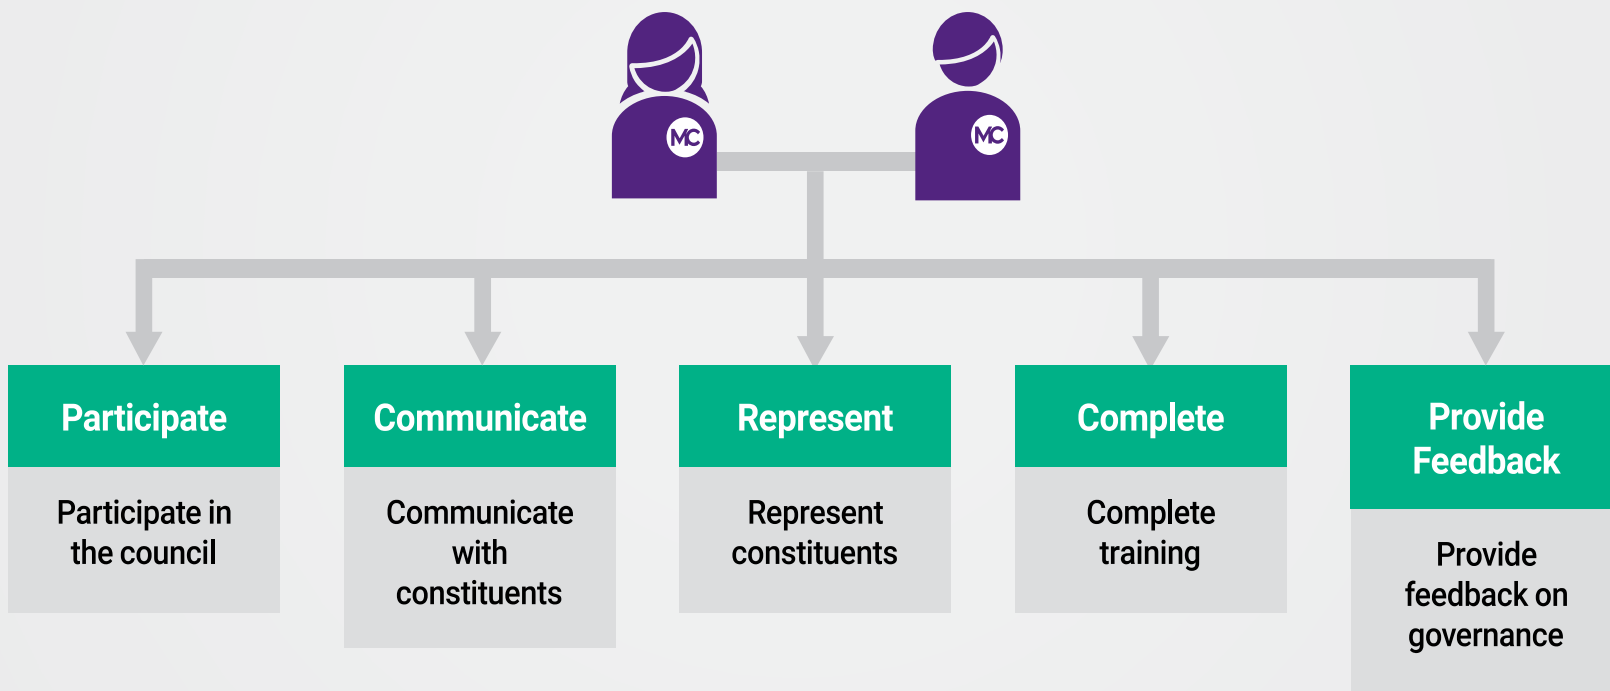 MC
MC
Participate
Participate in
the council
Communicate
Communicate
with
constituents
Represent
Represent
constituents
Complete
Complete
training
Provide
Feedback
Provide
feedback on
governance